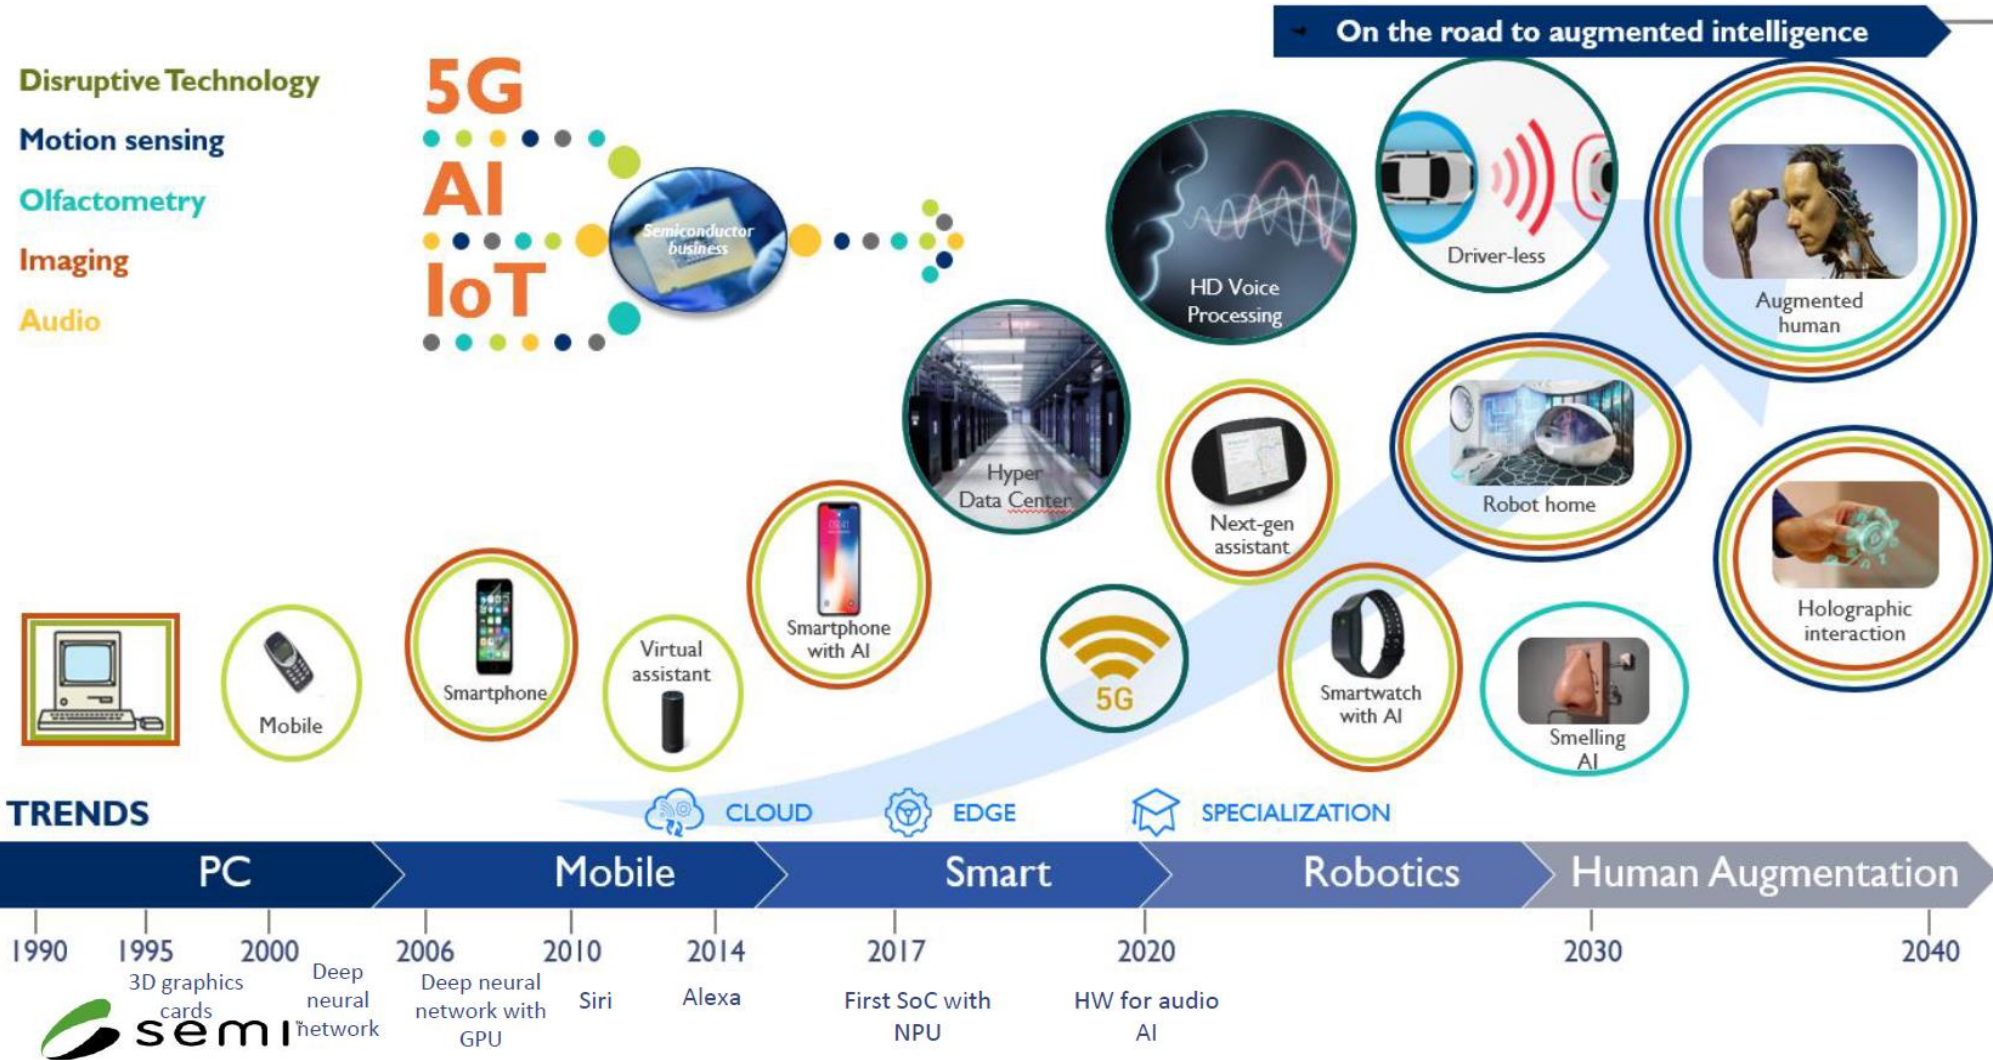 On the road to augmented intelligence
Disruptive Technology
Motion sensing
Olfactometry
Imaging
Audio
5G
AI
IoT
Semiconductor
business
HD Voice
Processing
Driver-less
Augmented
human
Hyper
Data Center
Next-gen
assistant
Robot home
Holographic
interaction
Mobile
Smartphone
Virtual
assistant
Smartphone
with AI
5G
Smartwatch
with AI
Smelling
AI
TRENDS
CLOUD
EDGE
SPECIALIZATION
PC
Mobile
Smart
Robotics
Human Augmentation
1990
1995
2000
2006
2010
2014
2017
2020
2030
2040
3D graphics
cards
Deep
neural
network
Deep neural
network with
GPU
Siri
Alexa
First SoC with
NPU
HW for audio
AI
semi